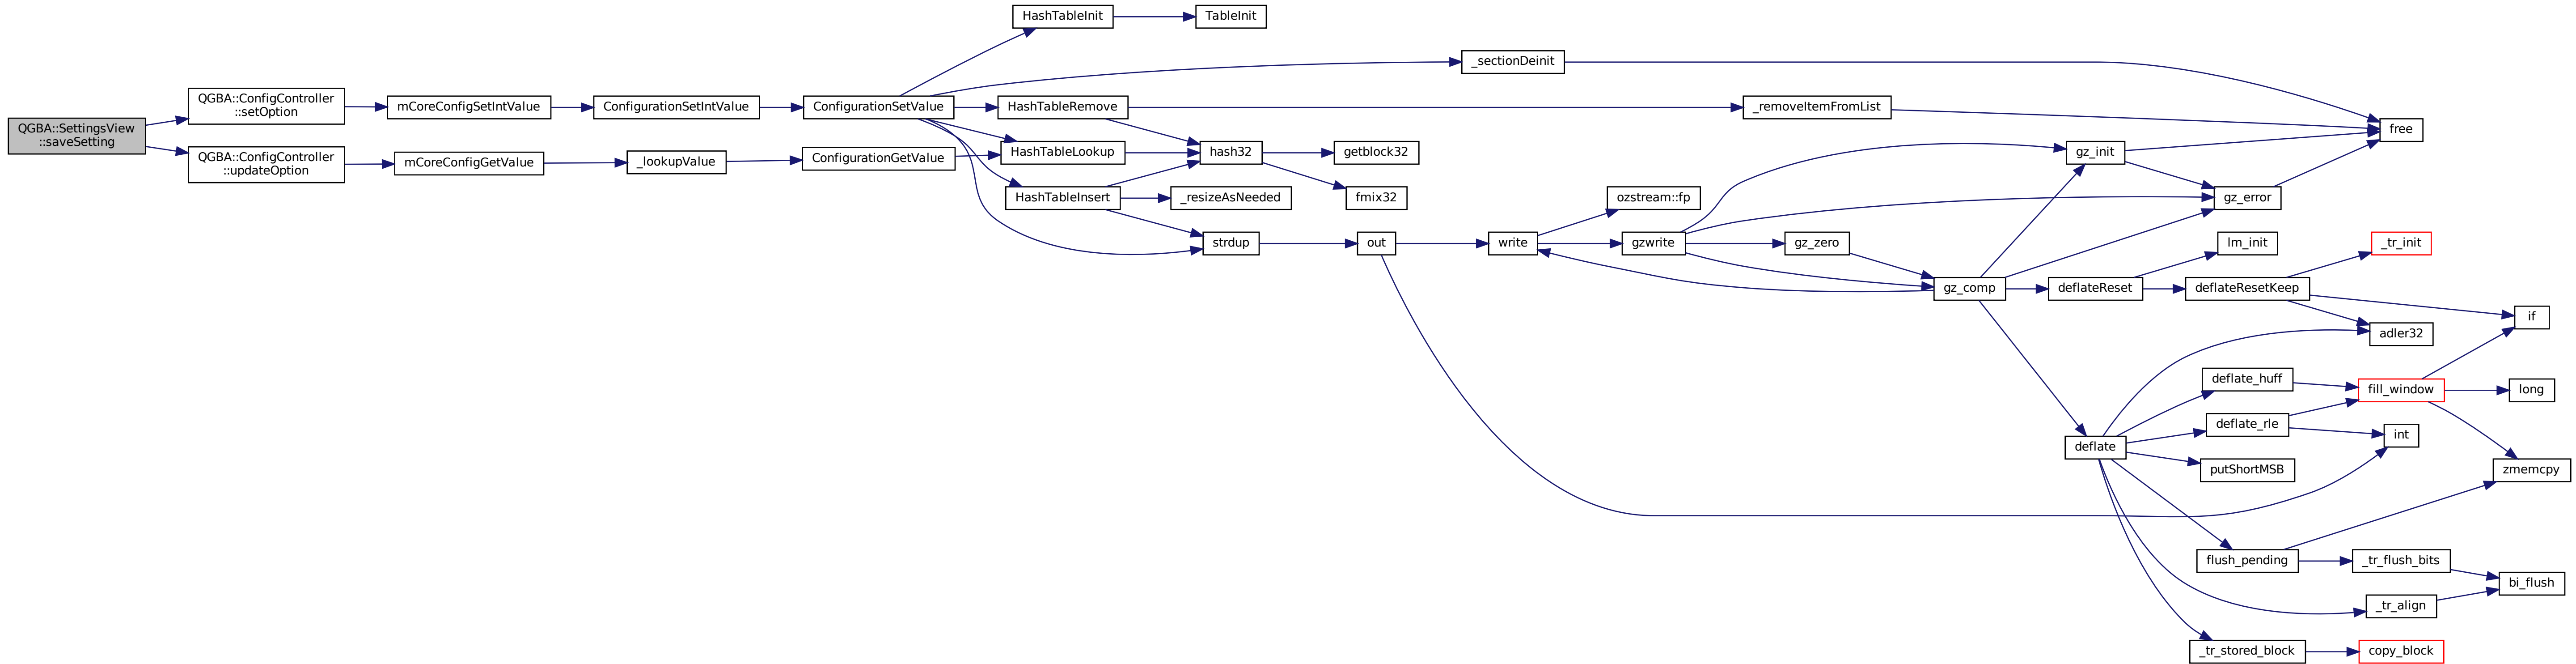 QGBA::SettingsView
::saveSetting
QGBA::ConfigController
::setOption
QGBA::ConfigController
::updateOption
mCoreConfigSetIntValue
mCoreConfigGetValue
ConfigurationSetIntValue
_lookupValue
ConfigurationSetValue
ConfigurationGetValue
HashTableInit
HashTableRemove
HashTableLookup
HashTableInsert
TableInit
hash32
_resizeAsNeeded
strdup
getblock32
fmix32
out
_sectionDeinit
write
ozstream::fp
gzwrite
_removeItemFromList
gz_zero
gz_comp
gz_init
deflateReset
deflate
gz_error
lm_init
deflateResetKeep
deflate_huff
deflate_rle
putShortMSB
flush_pending
_tr_stored_block
free
_tr_init
adler32
fill_window
int
_tr_flush_bits
_tr_align
copy_block
if
long
zmemcpy
bi_flush